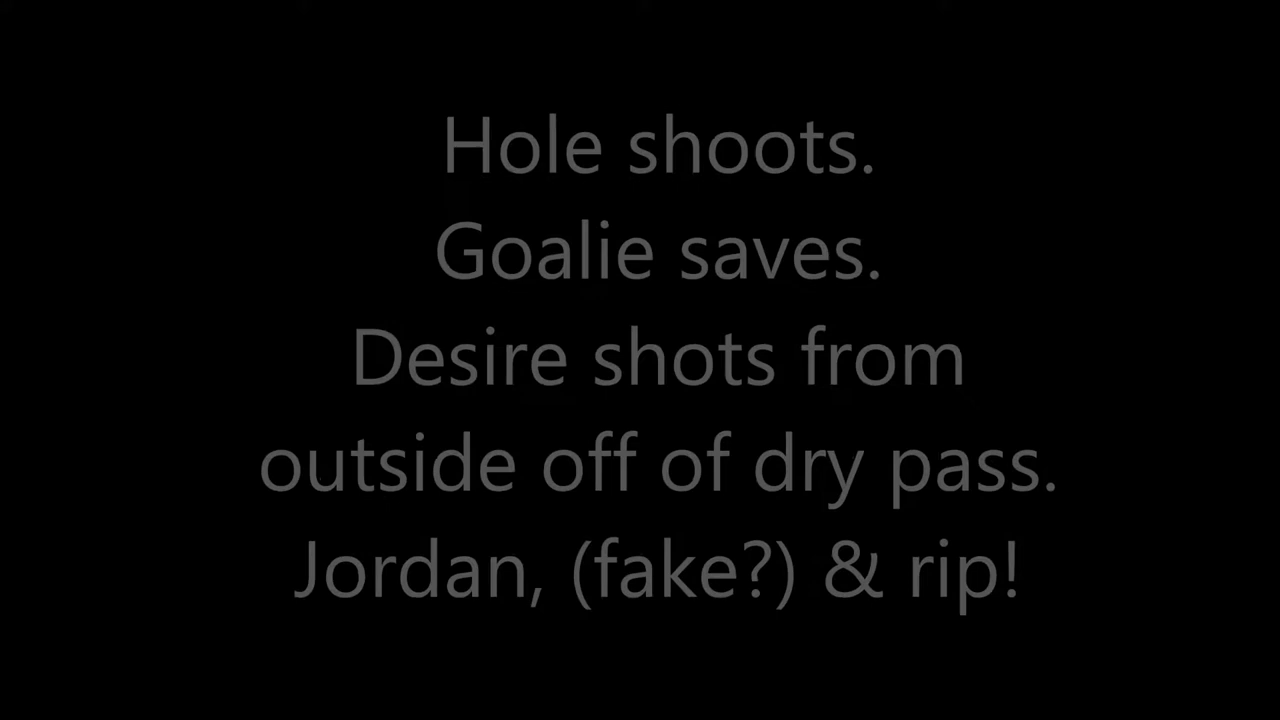 Hole shoots.
Goalie saves.
Desire shots from
outside off of dry pass.
Jordan, (fake?) & rip!